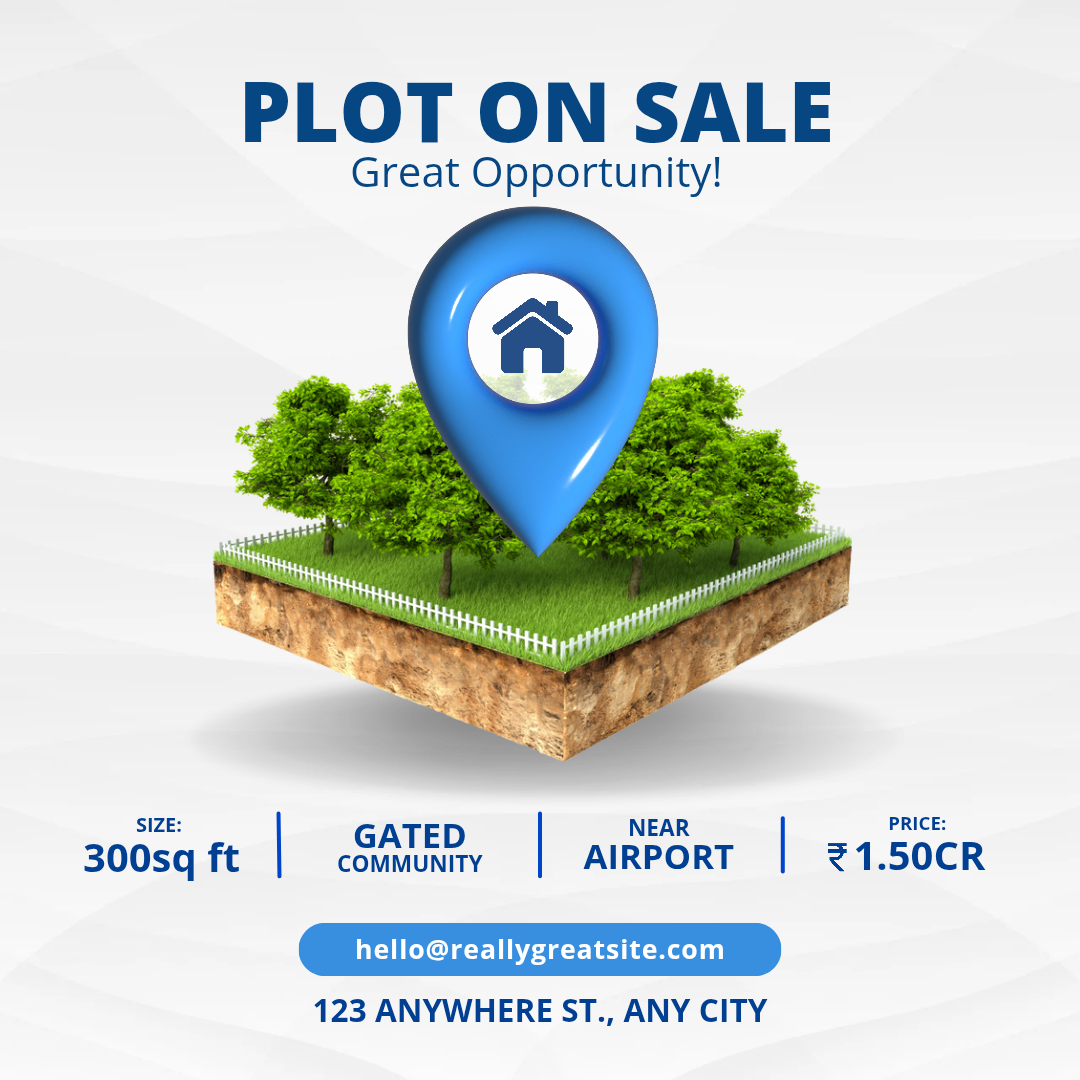 PLOT ON SALE
Great Opportunity!
SIZE:
300sq ft
GATED
COMMUNITY
NEAR
AIRPORT
PRICE:
₹1.50CR
hello@reallygreatsite.com
123 ANYWHERE ST., ANY CITY